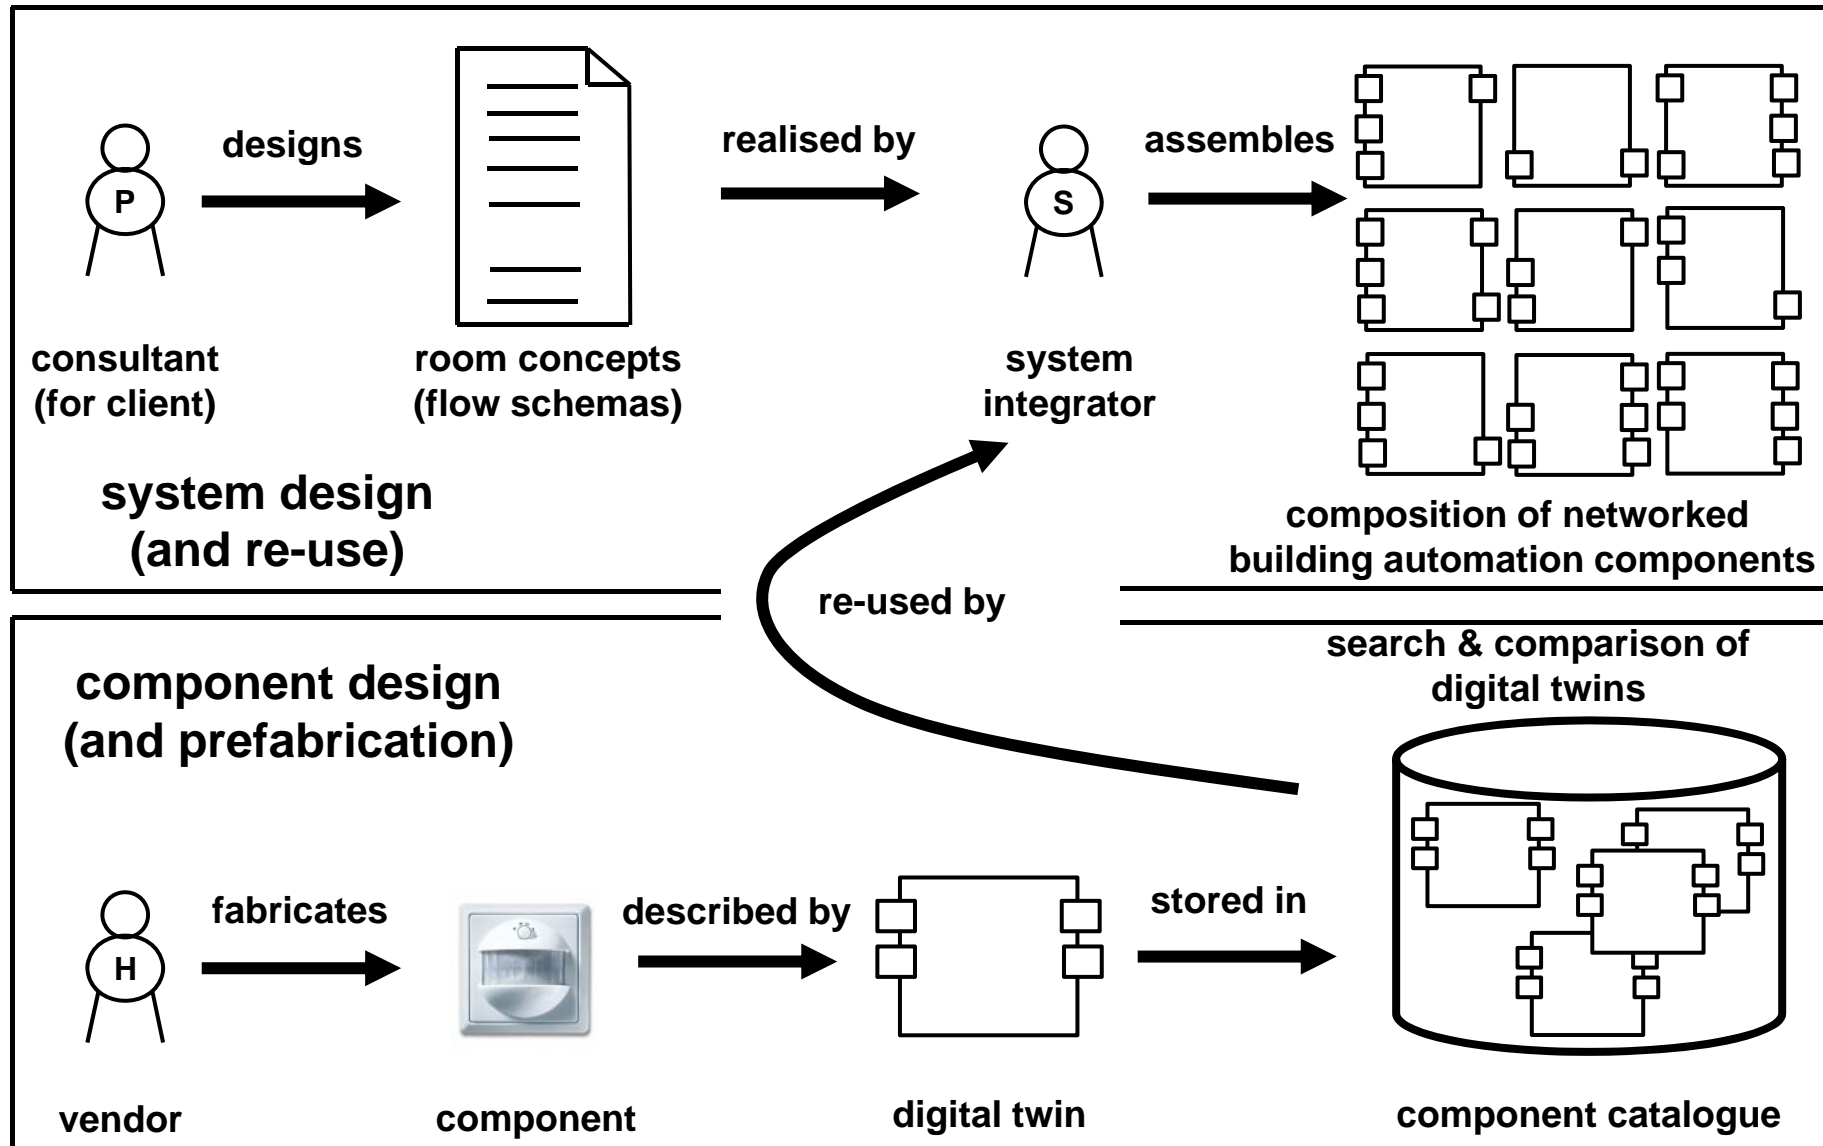 designs
realised by
assembles
P
S
consultant
(for client)
room concepts
(flow schemas)
system
integrator
system design
(and re-use)
composition of networked
building automation components
re-used by
component design
(and prefabrication)
search & comparison of
digital twins
fabricates
described by
stored in
H
vendor
component
digital twin
component catalogue